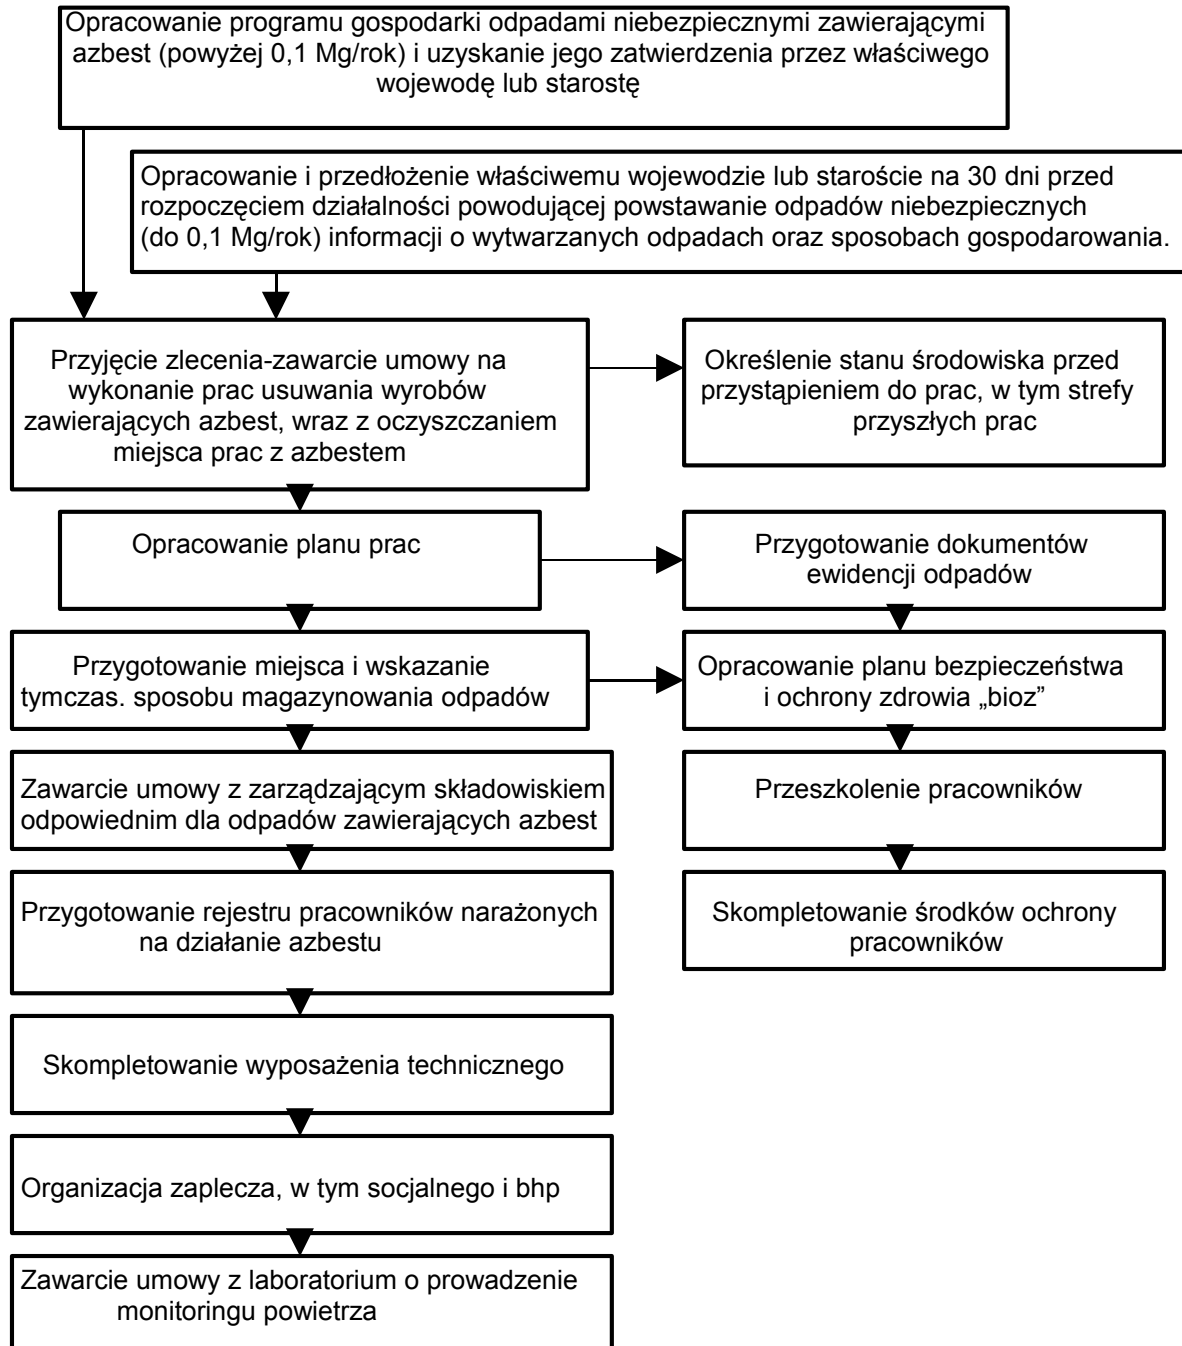 Opracowanie programu gospodarki odpadami niebezpiecznymi zawierającymi
azbest (powyżej 0,1 Mg/rok) i uzyskanie jego zatwierdzenia przez właściwego
wojewodę lub starostę
Opracowanie i przedłożenie właściwemu wojewodzie lub staroście na 30 dni przed
rozpoczęciem działalności powodującej powstawanie odpadów niebezpiecznych
(do 0,1 Mg/rok) informacji o wytwarzanych odpadach oraz sposobach gospodarowania.
Przyjęcie zlecenia-zawarcie umowy na
wykonanie prac usuwania wyrobów
zawierających azbest, wraz z oczyszczaniem
miejsca prac z azbestem
Określenie stanu środowiska przed
przystąpieniem do prac, w tym strefy
przyszłych prac
Opracowanie planu prac
Przygotowanie dokumentów
ewidencji odpadów
Przygotowanie miejsca i wskazanie
tymczas. sposobu magazynowania odpadów
Opracowanie planu bezpieczeństwa
i ochrony zdrowia „bioz”
Zawarcie umowy z zarządzającym składowiskiem
odpowiednim dla odpadów zawierających azbest
Przeszkolenie pracowników
Przygotowanie rejestru pracowników narażonych
na działanie azbestu
Skompletowanie środków ochrony
pracowników
Skompletowanie wyposażenia technicznego
Organizacja zaplecza, w tym socjalnego i bhp
Zawarcie umowy z laboratorium o prowadzenie
monitoringu powietrza